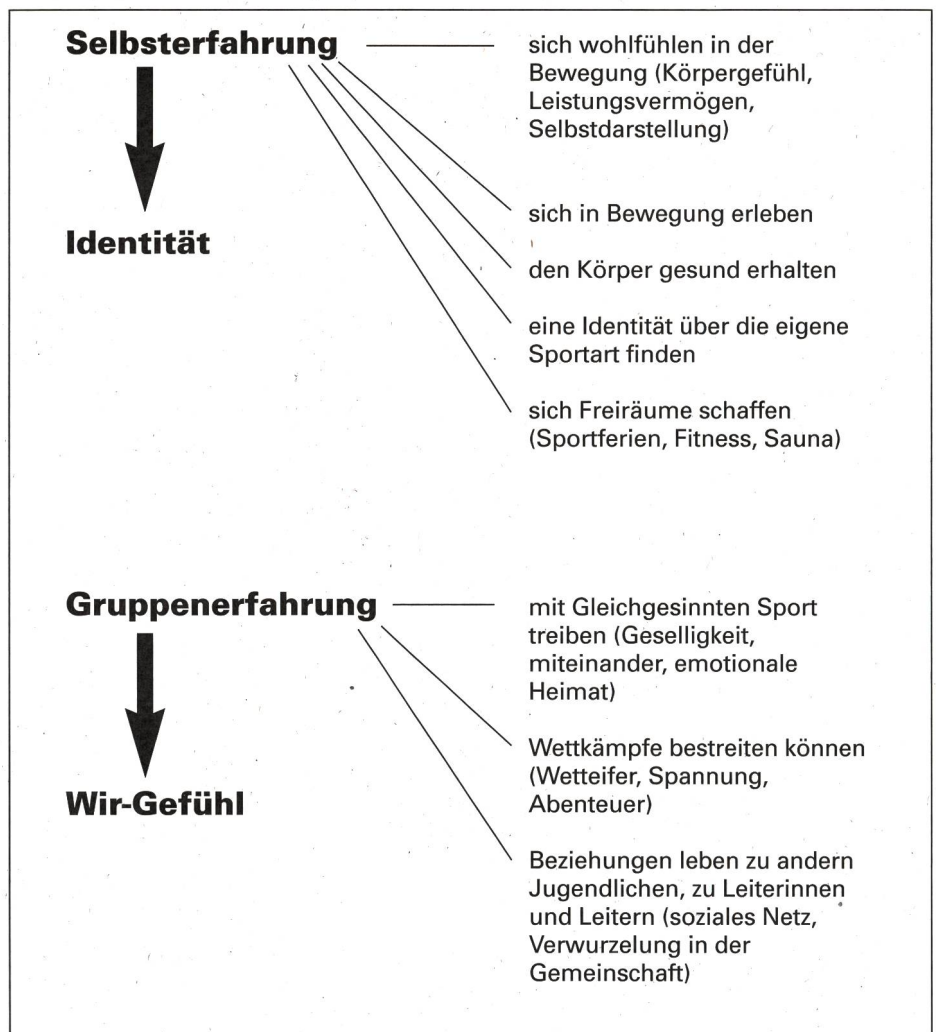 Selbsterfahrung
sich wohlfühlen in der
Bewegung (Körpergefühl,
Leistungsvermögen,
Selbstdarstellung)
sich in Bewegung erleben
Identität
den Körper gesund erhalten
eine Identität über die eigene
Sportart finden
sich Freiräume schaffen
(Sportferien, Fitness, Sauna)
Gruppenerfahrung
mit Gleichgesinnten Sport
treiben (Geselligkeit,
miteinander, emotionale
Heimat)
Wettkämpfe bestreiten können
(Wetteifer, Spannung,
Abenteuer)
Wir-Gefühl
Beziehungen leben zu andern
Jugendlichen, zu Leiterinnen
und Leitern (soziales Netz,
Verwurzelung in der
Gemeinschaft)